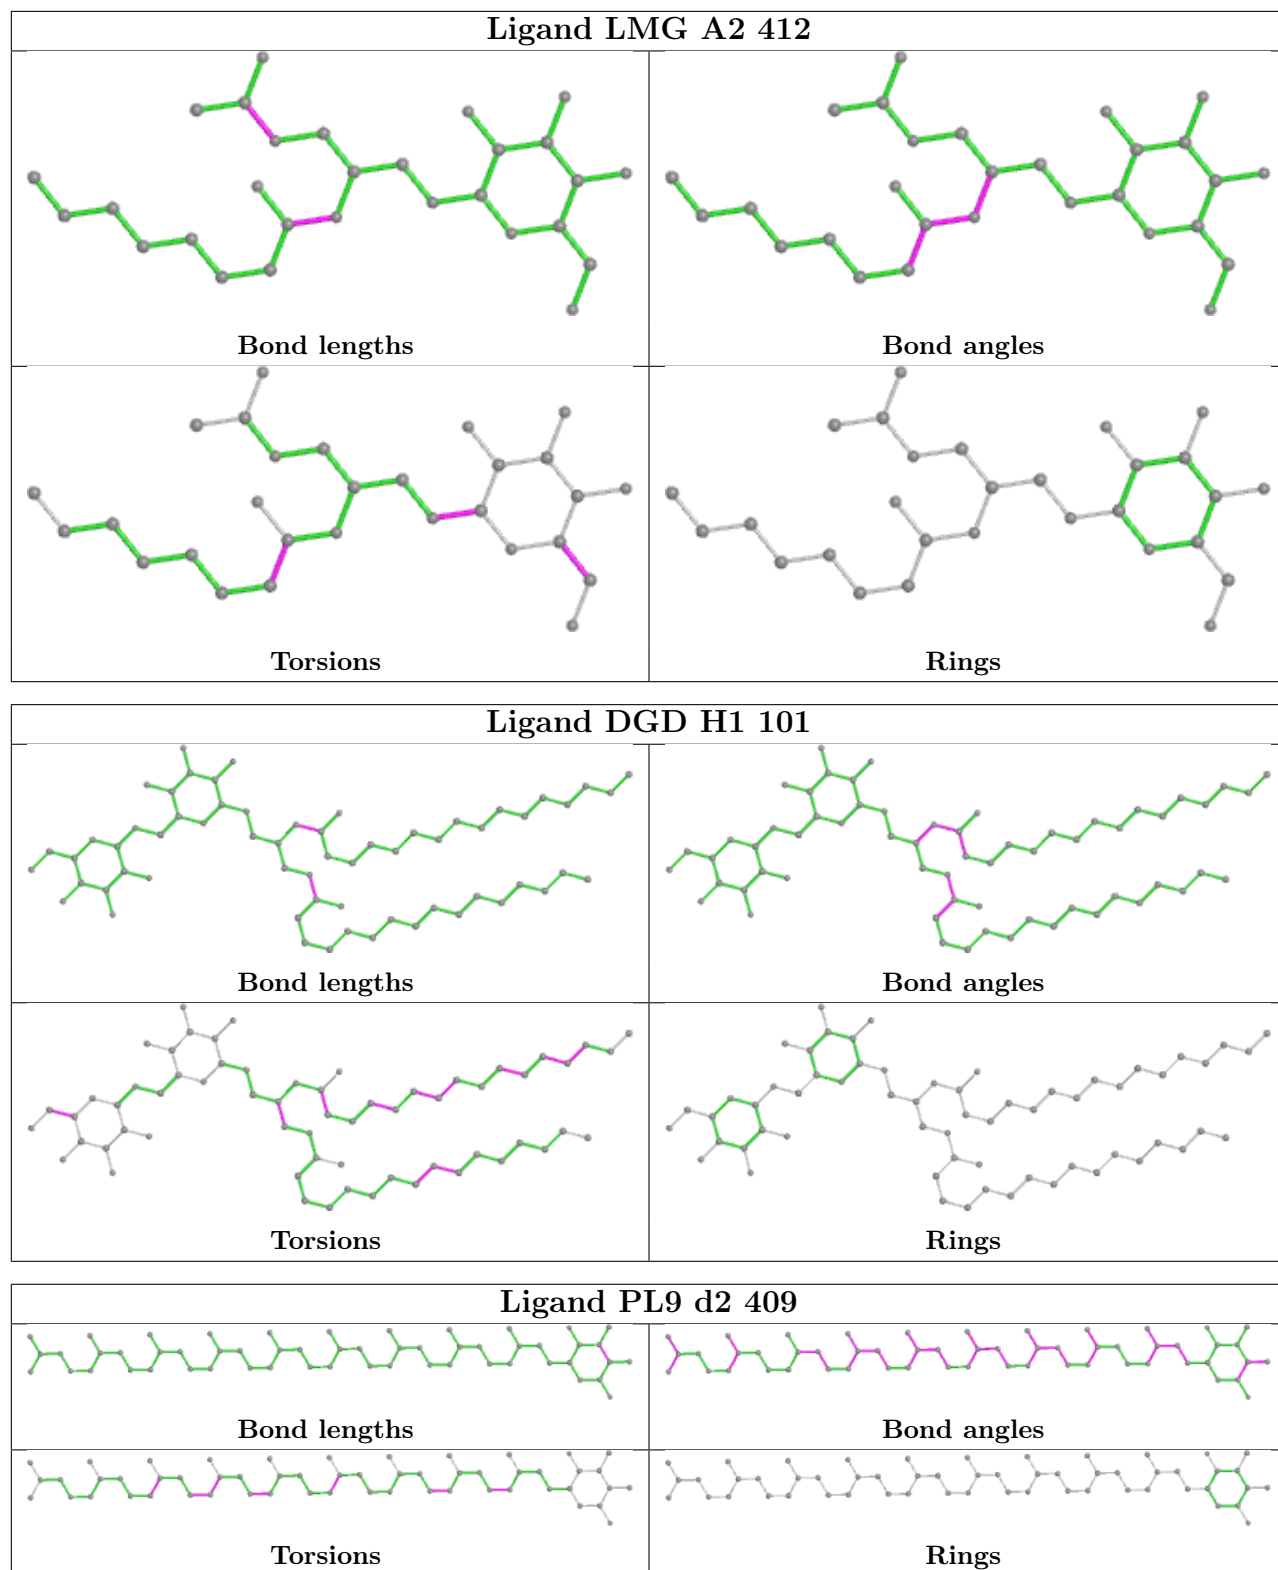 Ligand LMG A2 412
Bond lengths
Bond angles
Torsions
Rings
Ligand DGD H1 101
Bond lengths
Bond angles
Torsions
Rings
Ligand PL9 d2 409
Bond lengths
Bond angles
Torsions
Rings